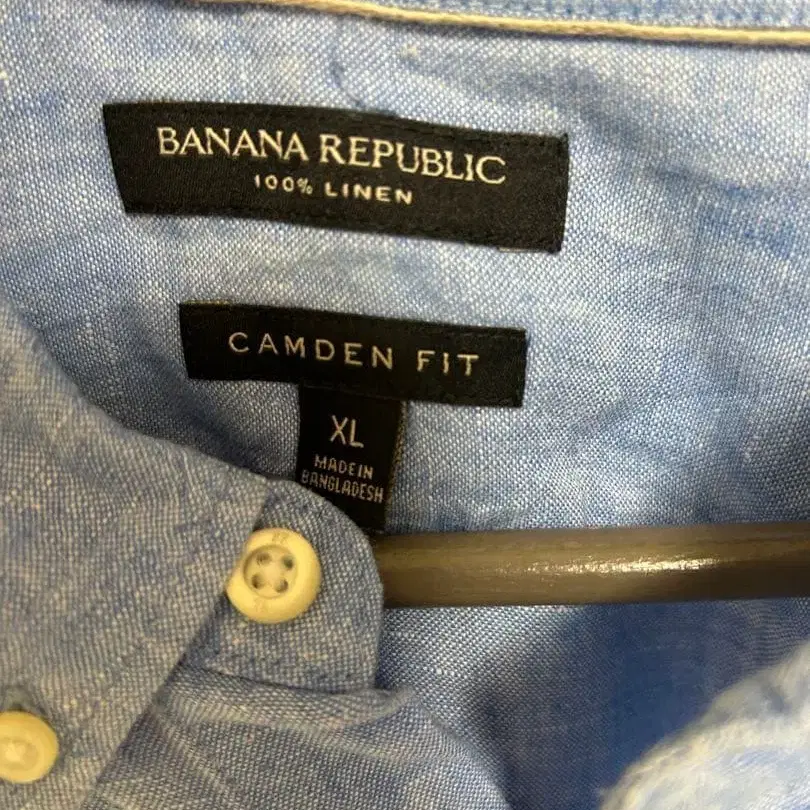 BANANA REPUBLIC
100% LINEN
CAMDEN FIT
XL
MADE IN
BANGLADESH